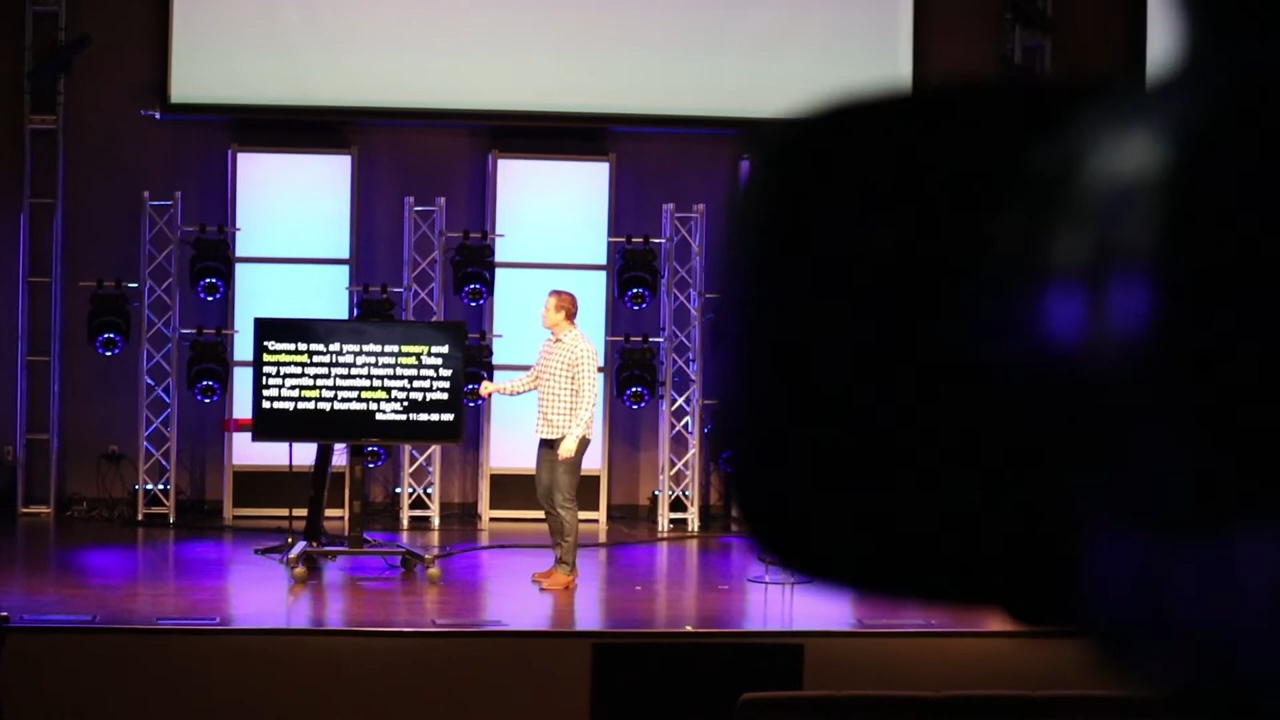 "Come to me, all you who are weary and
burdened, and I will give you rest. Take
my yoke upon you and learn from me, for
I am gentle and humble in heart, and you
will find rest for your souls. For my yoke
is easy and my burden is light."
Matthew 11:28-30 NIV